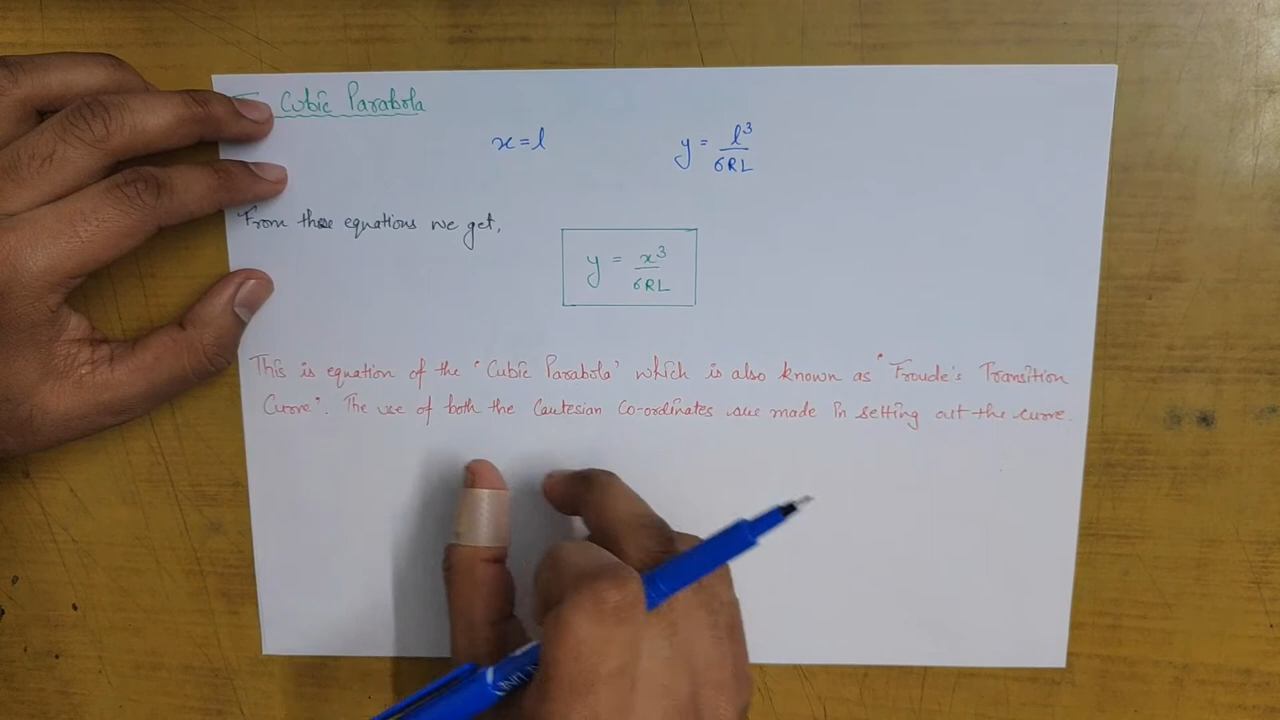 Cubic Parabola
x = l y = l³/6RL
From these equations we get,
y = x³/6RL
This is equation of the 'Cubic Parabola' which is also known as "Froude's Transition
Curve". The use of both the Cartesian Co-ordinates are made in setting out the curve.